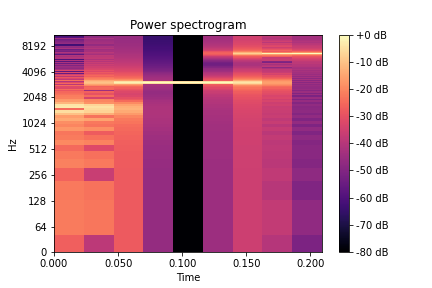 Power spectrogram
Hz
8192
4096
2048
1024
512
256
128
64
0
0.000 0.050 0.100 0.150 0.200
Time
+0 dB
-10 dB
-20 dB
-30 dB
-40 dB
-50 dB
-60 dB
-70 dB
-80 dB